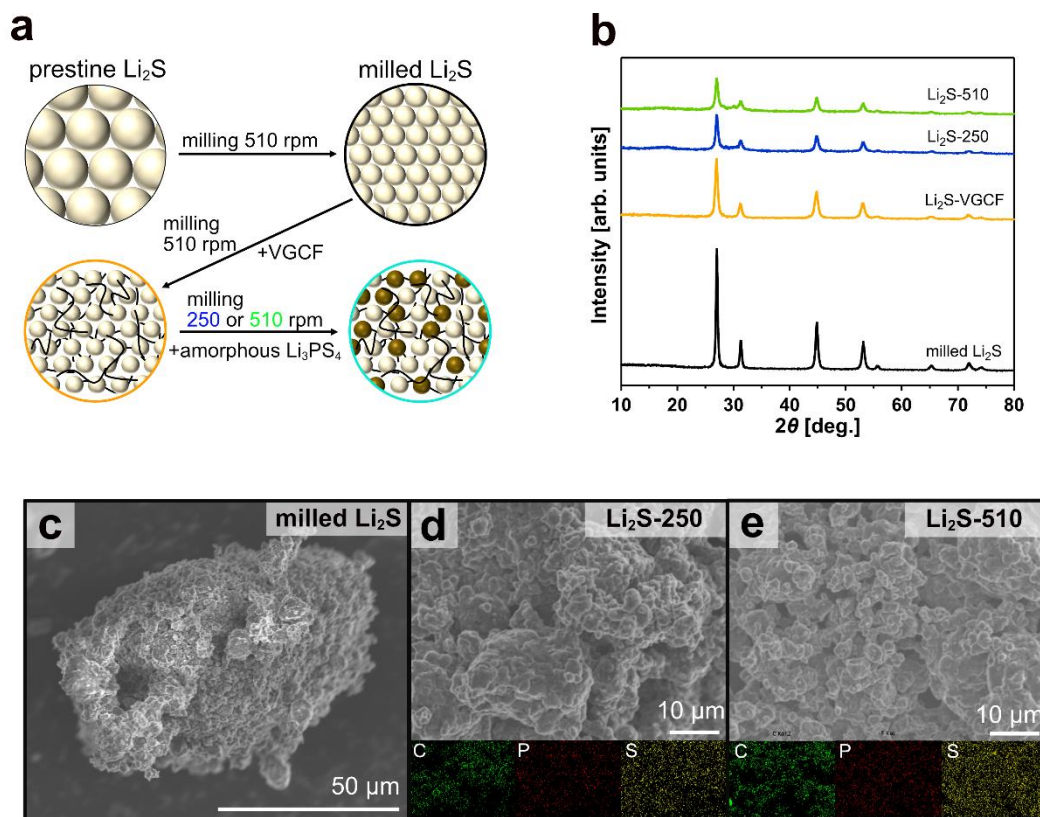 a
prestine Li₂S
milled Li₂S
milling 510 rpm
milling
510 rpm
+VGCF
milling
250 or 510 rpm
+amorphous Li₃PS₄
b
Intensity [arb. units]
Li₂S-510
Li₂S-250
Li₂S-VGCF
milled Li₂S
10 20 30 40 50 60 70 80
2θ [deg.]
c
milled Li₂S
50 µm
d
Li₂S-250
10 µm
C P S
e
Li₂S-510
10 µm
C P S